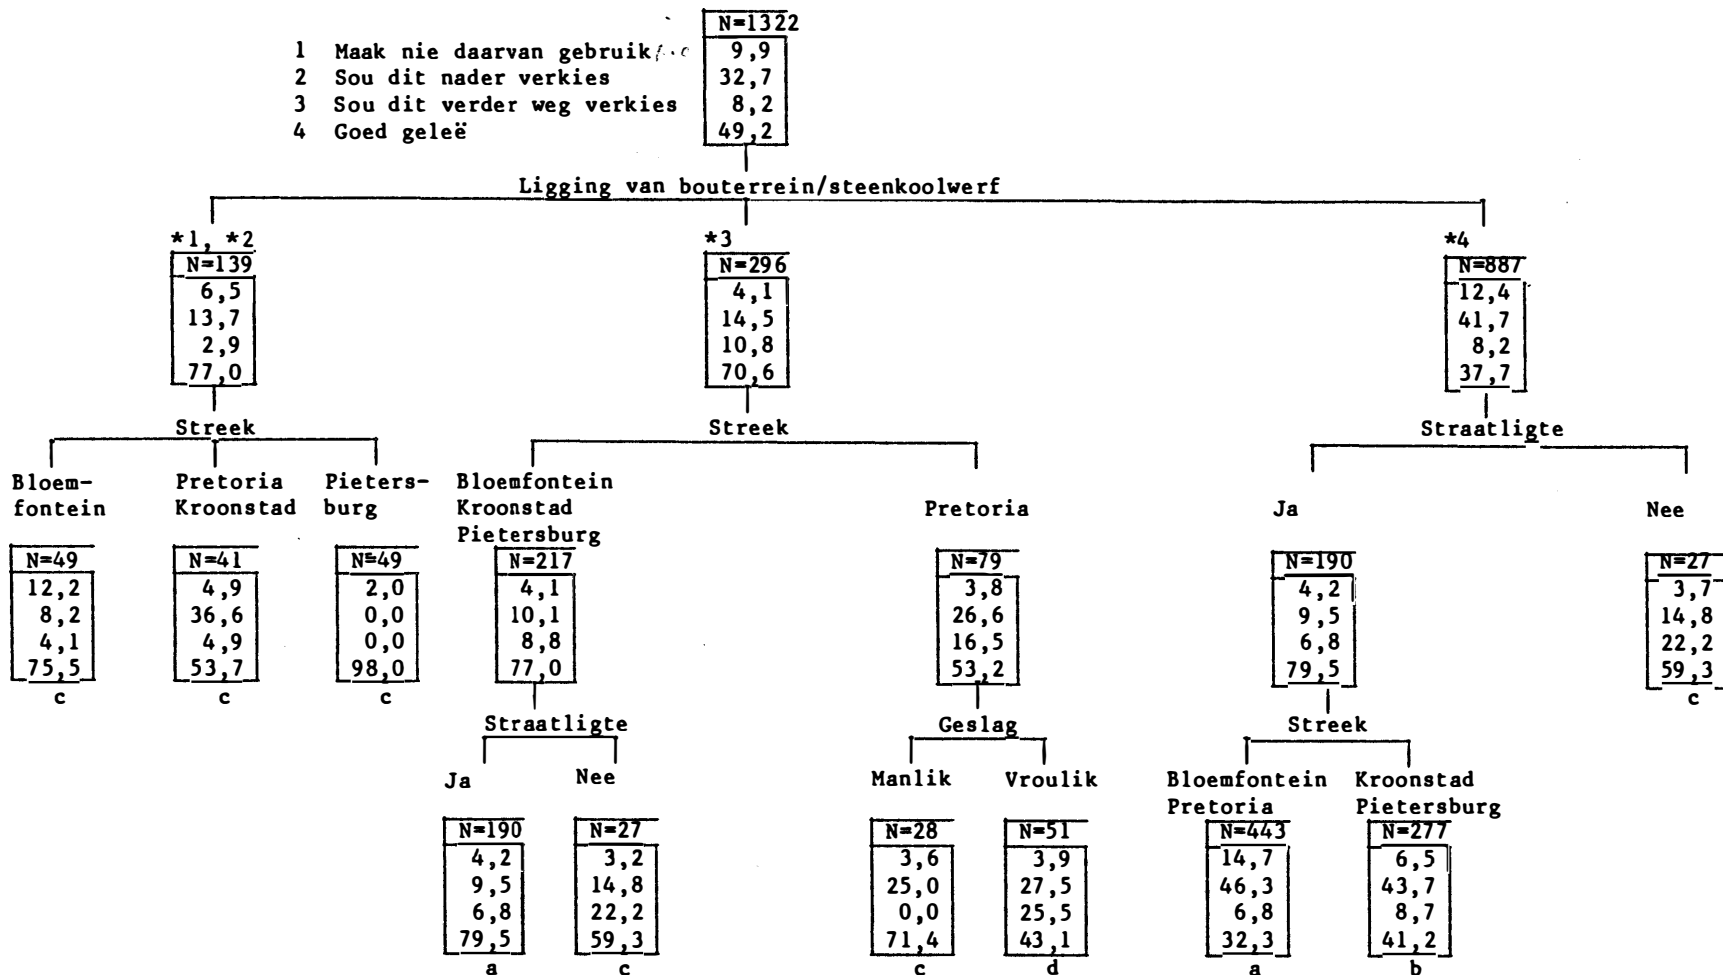 N=1322
1 Maak nie daarvan gebruik 9,9
2 Sou dit nader verkies 32,7
3 Sou dit verder weg verkies 8,2
4 Goed geleë 49,2
Ligging van bouterrein/steenkoolwerf
*1, *2 *3 *4
N=139 N=296 N=887
6,5 4,1 12,4
13,7 14,5 41,7
2,9 10,8 8,2
77,0 70,6 37,7
Streek Streek Straatligte
Bloem- Pretoria Pieters- Bloemfontein
fontein Kroonstad burg Kroonstad Pretoria Ja Nee
Pietersburg
N=49 N=41 N=49 N=217 N=79 N=190 N=27
12,2 4,9 2,0 4,1 3,8 4,2 3,7
8,2 36,6 0,0 10,1 26,6 9,5 14,8
4,1 4,9 0,0 8,8 16,5 6,8 22,2
75,5 53,7 98,0 77,0 53,2 79,5 59,3
c c c c
Straatligte Geslag Streek
Ja Nee Manlik Vroulik Bloemfontein Kroonstad
Pretoria Pietersburg
N=190 N=27 N=28 N=51 N=443 N=277
4,2 3,2 3,6 3,9 14,7 6,5
9,5 14,8 25,0 27,5 46,3 43,7
6,8 22,2 0,0 25,5 6,8 8,7
79,5 59,3 71,4 43,1 32,3 41,2
a c c d a b